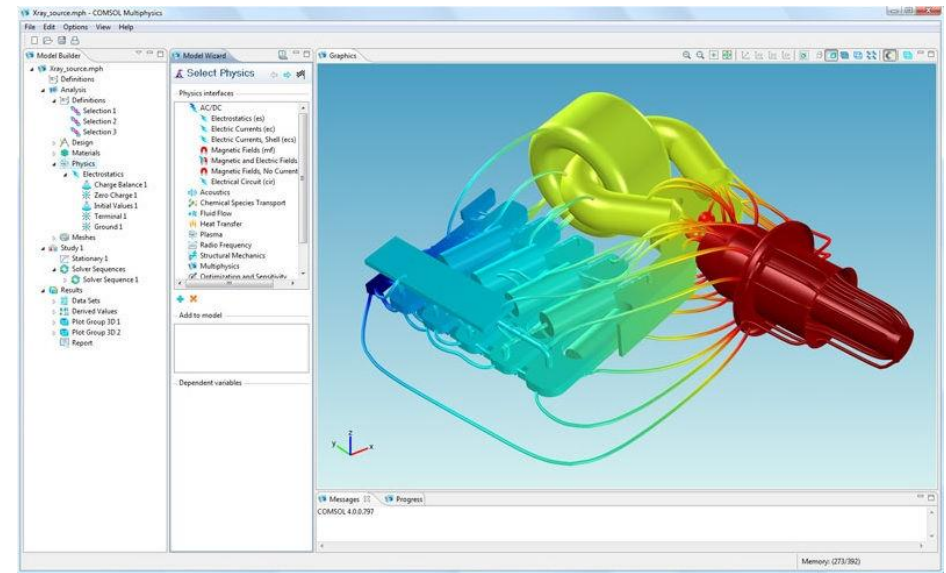 Xray_source.mph - COMSOL Multiphysics
File Edit Options View Help
Model Builder
Xray_source.mph
Definitions
Analysis
Definitions
Selection 1
Selection 2
Selection 3
Design
Materials
Physics
Electrostatics
Charge Balance 1
Zero Charge 1
Initial Values 1
Terminal 1
Ground 1
Meshes
Study 1
Stationary 1
Solver Sequences
Solver Sequence 1
Results
Data Sets
Derived Values
Plot Group 3D 1
Plot Group 3D 2
Report
Model Wizard
Select Physics
Physics interfaces
AC/DC
Electrostatics (es)
Electric Currents (ec)
Electric Currents, Shell (ecs)
Magnetic Fields (mf)
Magnetic and Electric Fields
Magnetic Fields, No Current
Electrical Circuit (cir)
Acoustics
Chemical Species Transport
Fluid Flow
Heat Transfer
Plasma
Radio Frequency
Structural Mechanics
Multiphysics
Optimization and Sensitivity
Add to model
Dependent variables
Graphics
z
y
x
Messages
Progress
COMSOL 4.0.0.797
Memory: (273/392)